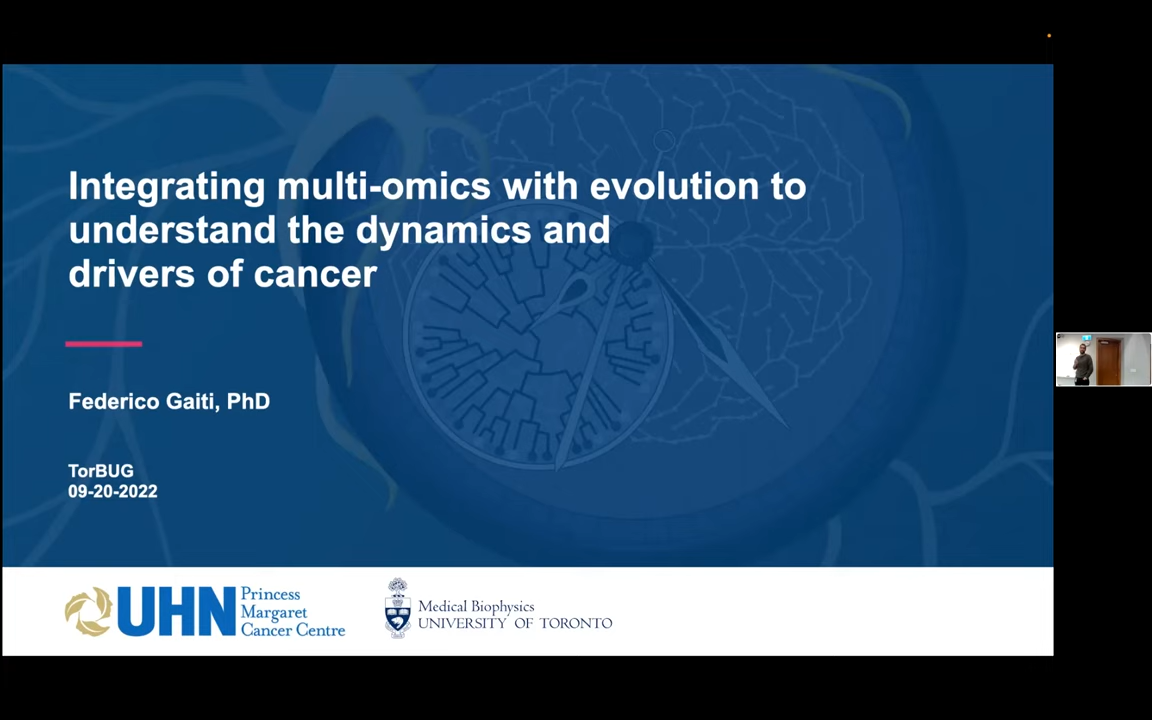 Integrating multi-omics with evolution to
understand the dynamics and
drivers of cancer
Federico Gaiti, PhD
TorBUG
09-20-2022
UHN
Princess
Margaret
Cancer Centre
Medical Biophysics
UNIVERSITY OF TORONTO